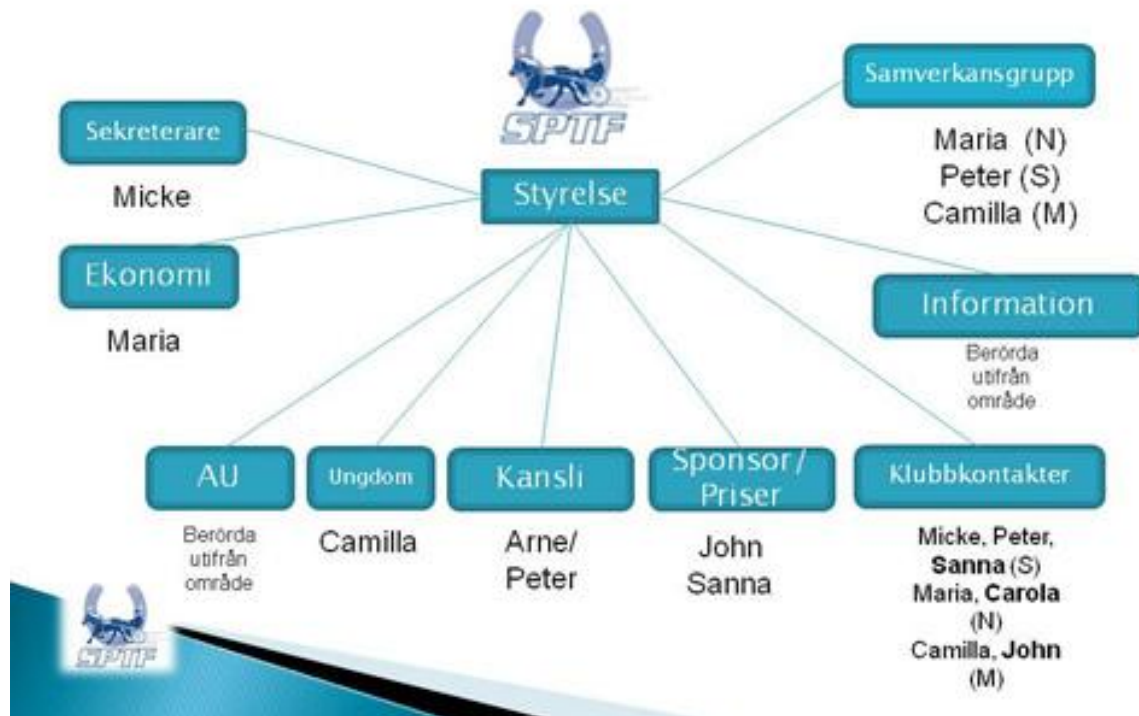 SPTF
Samverkansgrupp
Maria (N)
Peter (S)
Camilla (M)
Sekreterare
Micke
Styrelse
Ekonomi
Maria
Information
Berörda
utifrån
område
AU
Berörda
utifrån
område
Ungdom
Camilla
Kansli
Arne/
Peter
Sponsor/
Priser
John
Sanna
Klubbkontakter
Micke, Peter,
Sanna (S)
Maria, Carola
(N)
Camilla, John
(M)
SPTF